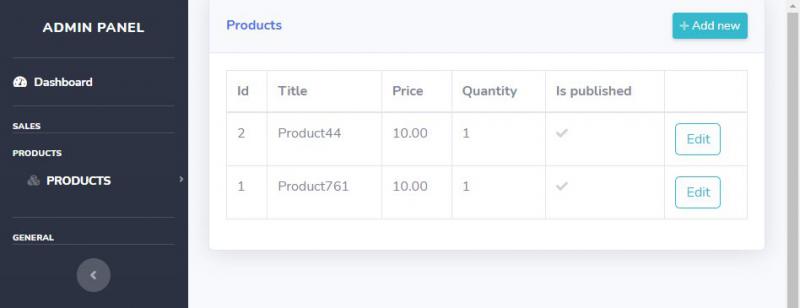 ADMIN PANEL
Dashboard
SALES
PRODUCTS
PRODUCTS
GENERAL
Products
Add new
Id Title Price Quantity Is published
2 Product44 10.00 1 Edit
1 Product761 10.00 1 Edit